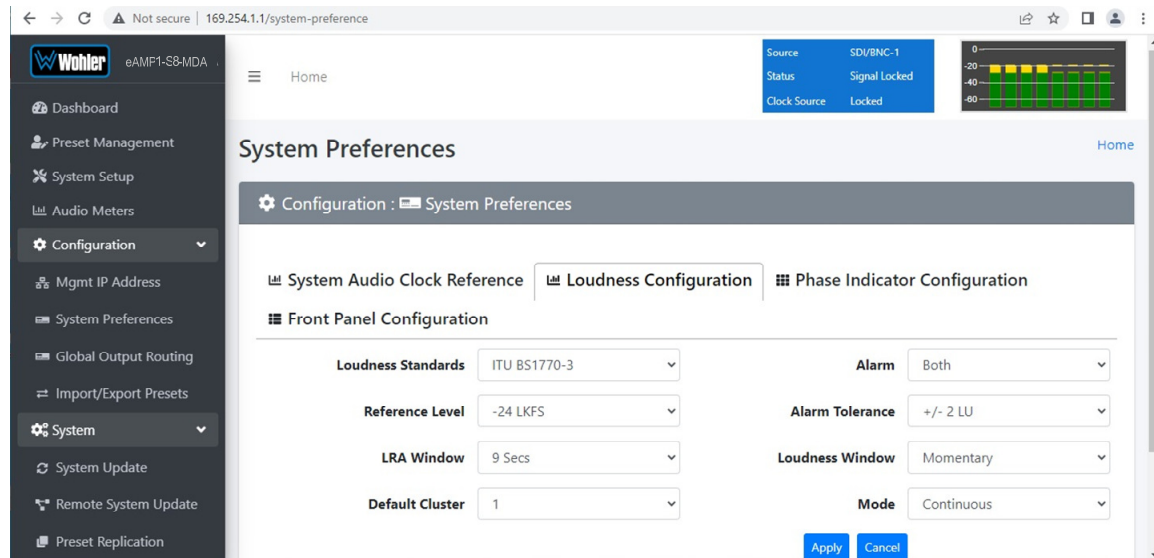 Not secure | 169.254.1.1/system-preference
Wohler eAMP1-S8-MDA
Dashboard
Preset Management
System Setup
Audio Meters
Configuration
Mgmt IP Address
System Preferences
Global Output Routing
Import/Export Presets
System
System Update
Remote System Update
Preset Replication
Home
Source SDI/BNC-1
Status Signal Locked
Clock Source Locked
0
-20
-40
-60
System Preferences
Home
Configuration : System Preferences
System Audio Clock Reference Loudness Configuration Phase Indicator Configuration
Front Panel Configuration
Loudness Standards ITU BS1770-3 Alarm Both
Reference Level -24 LKFS Alarm Tolerance +/- 2 LU
LRA Window 9 Secs Loudness Window Momentary
Default Cluster 1 Mode Continuous
Apply Cancel